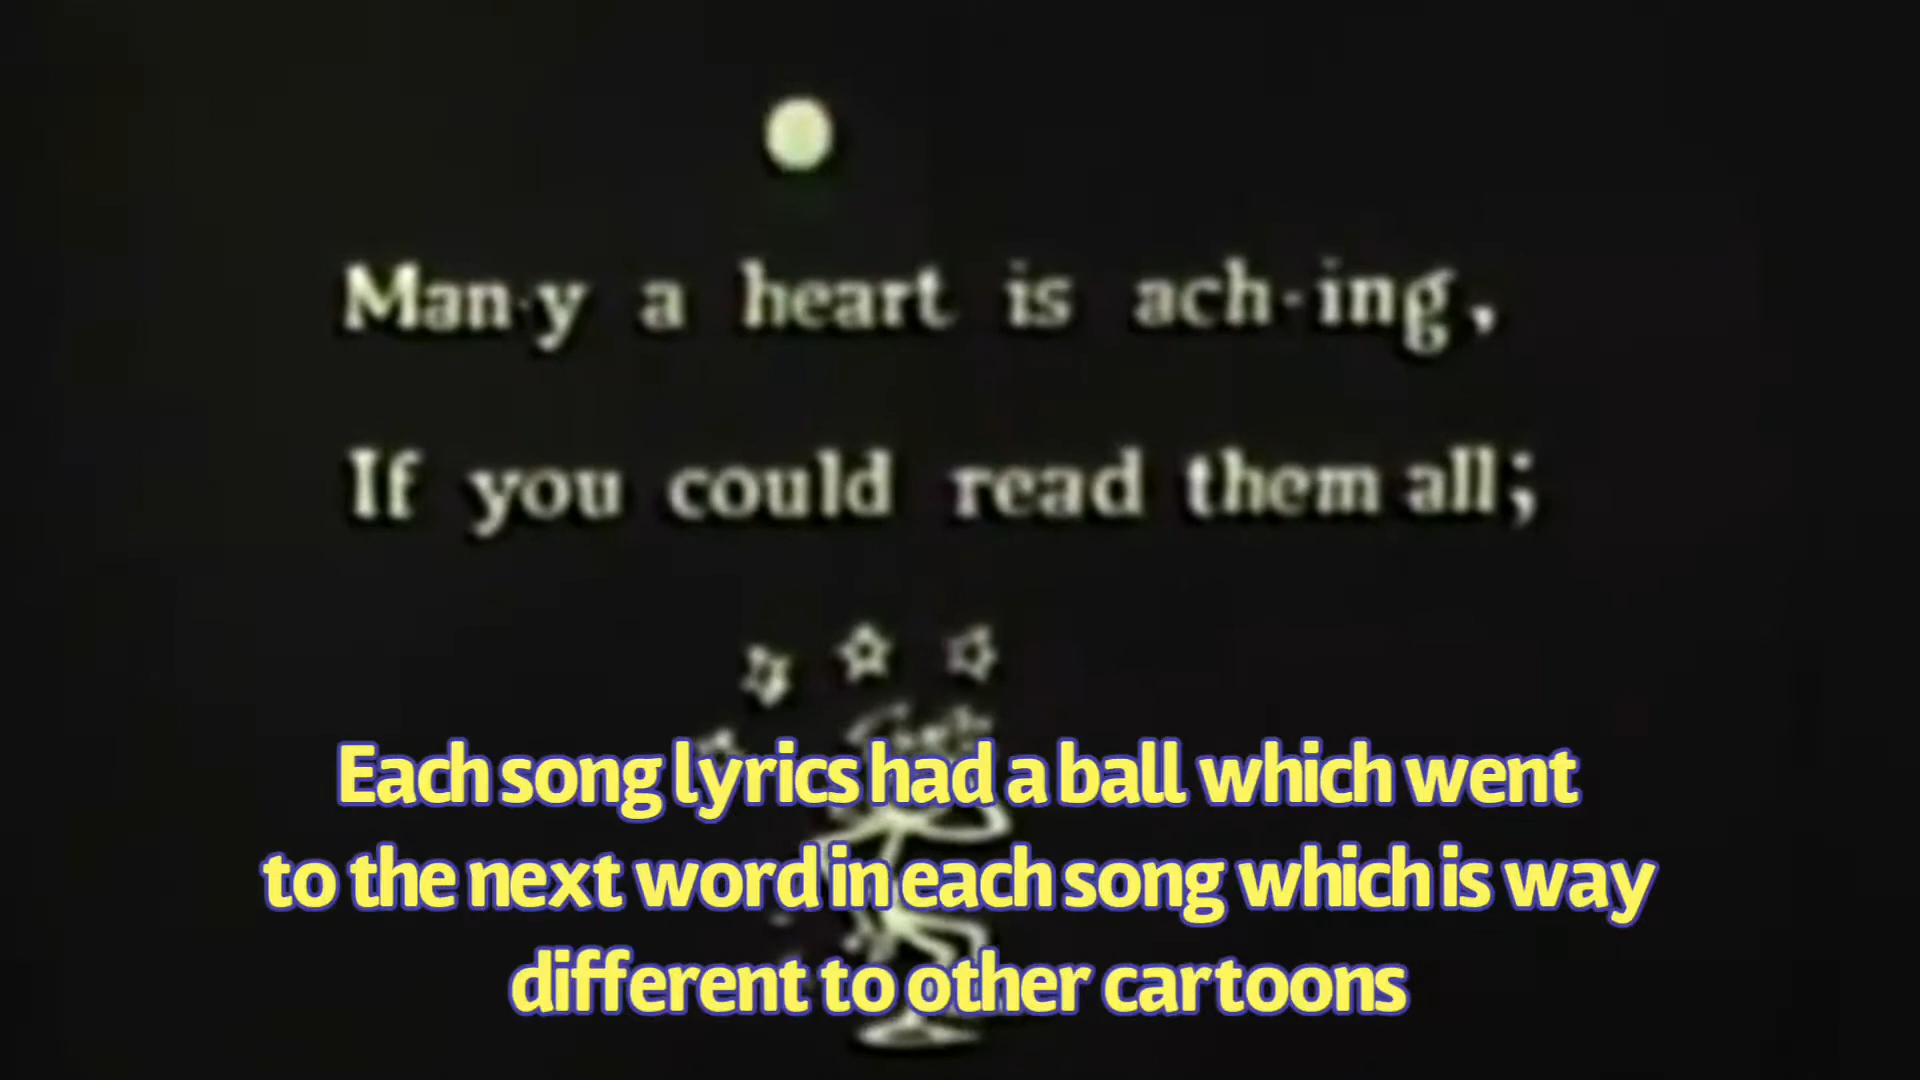 Man-y a heart is ach-ing,
If you could read them all;
Each song lyrics had a ball which went
to the next word in each song which is way
different to other cartoons